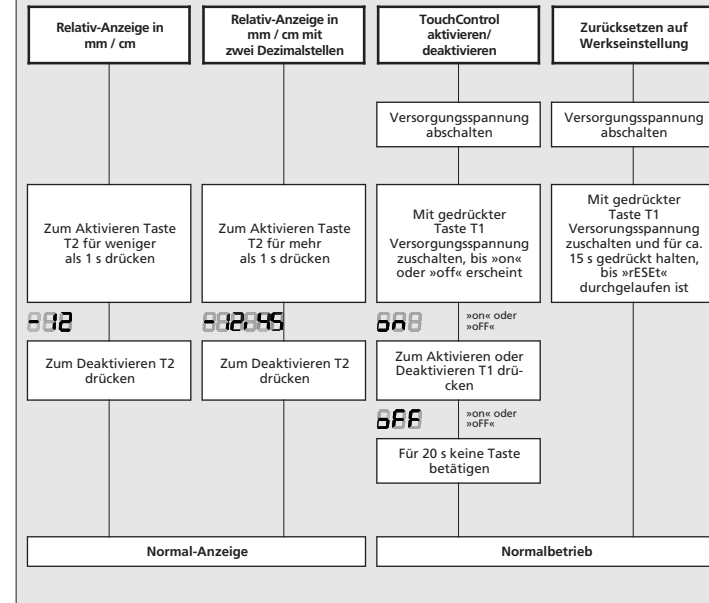 Relativ-Anzeige in
mm / cm
Relativ-Anzeige in
mm / cm mit
zwei Dezimalstellen
TouchControl
aktivieren/
deaktivieren
Zurücksetzen auf
Werkseinstellung
Versorgungsspannung
abschalten
Versorgungsspannung
abschalten
Zum Aktivieren Taste
T2 für weniger
als 1 s drücken
Zum Aktivieren Taste
T2 für mehr
als 1 s drücken
Mit gedrückter
Taste T1
Versorgungsspannung
zuschalten, bis »on«
oder »off« erscheint
Mit gedrückter
Taste T1
Versorungsspannung
zuschalten und für ca.
15 s gedrückt halten,
bis »rESEt«
durchgelaufen ist
-12
-12.45
on
»on« oder
»oFF«
Zum Deaktivieren T2
drücken
Zum Deaktivieren T2
drücken
Zum Aktivieren oder
Deaktivieren T1 drü-
cken
oFF
»on« oder
»oFF«
Für 20 s keine Taste
betätigen
Normal-Anzeige
Normalbetrieb